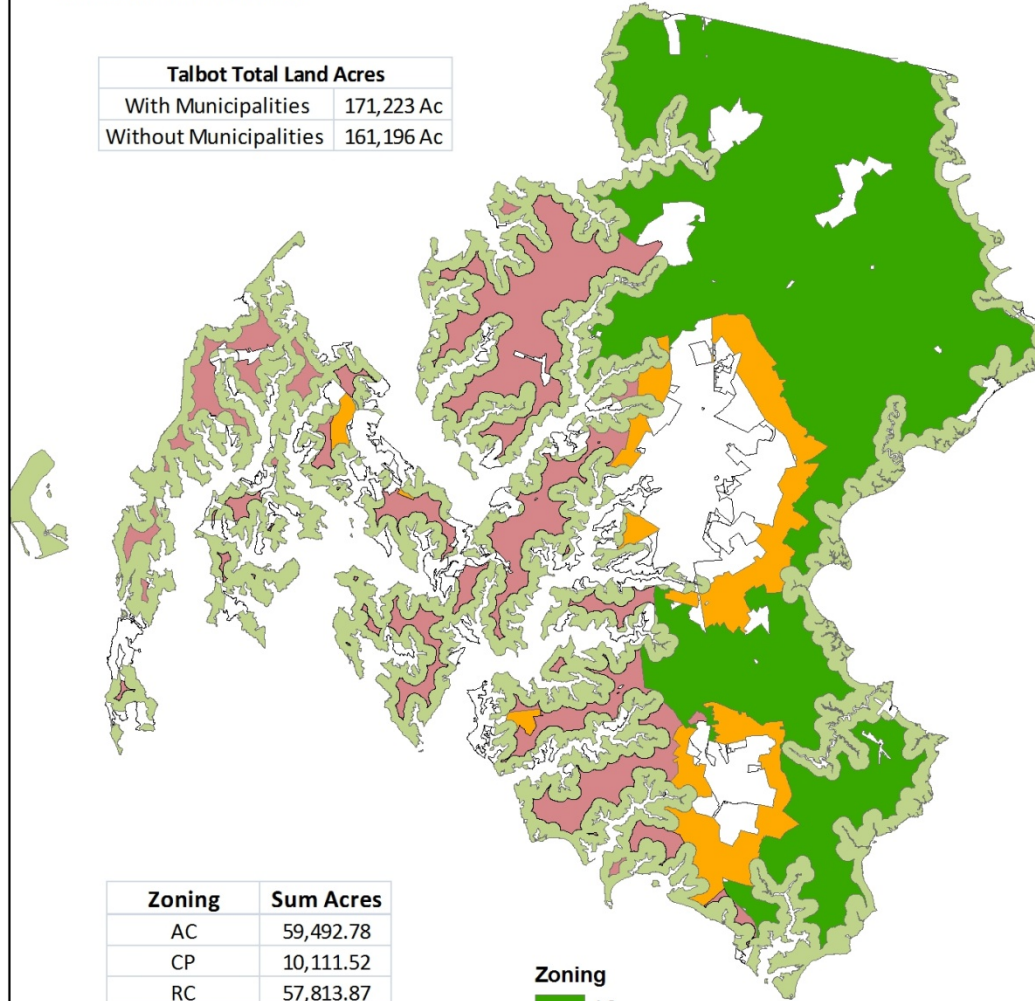 Talbot Total Land Acres
With Municipalities 171,223 Ac
Without Municipalities 161,196 Ac
Zoning Sum Acres
AC 59,492.78
CP 10,111.52
RC 57,813.87
Zoning